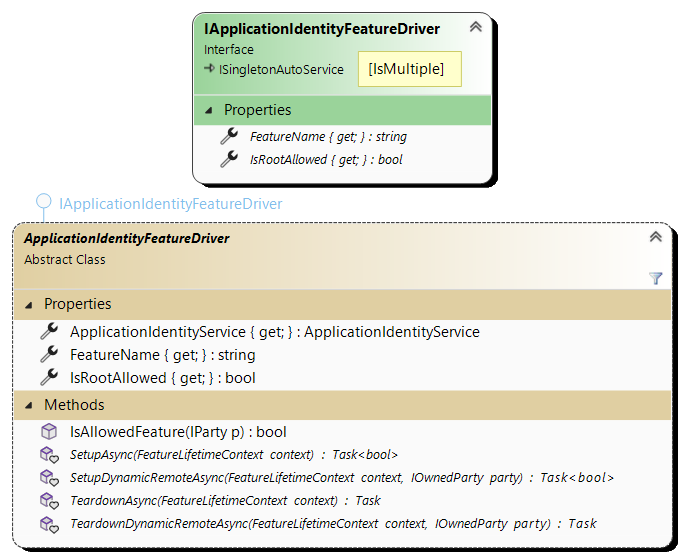 IApplicationIdentityFeatureDriver
Interface
ISingletonAutoService
[IsMultiple]
Properties
FeatureName { get; } : string
IsRootAllowed { get; } : bool
IApplicationIdentityFeatureDriver
ApplicationIdentityFeatureDriver
Abstract Class
Properties
ApplicationIdentityService { get; } : ApplicationIdentityService
FeatureName { get; } : string
IsRootAllowed { get; } : bool
Methods
IsAllowedFeature(IParty p) : bool
SetupAsync(FeatureLifetimeContext context) : Task<bool>
SetupDynamicRemoteAsync(FeatureLifetimeContext context, IOwnedParty party) : Task<bool>
TeardownAsync(FeatureLifetimeContext context) : Task
TeardownDynamicRemoteAsync(FeatureLifetimeContext context, IOwnedParty party) : Task